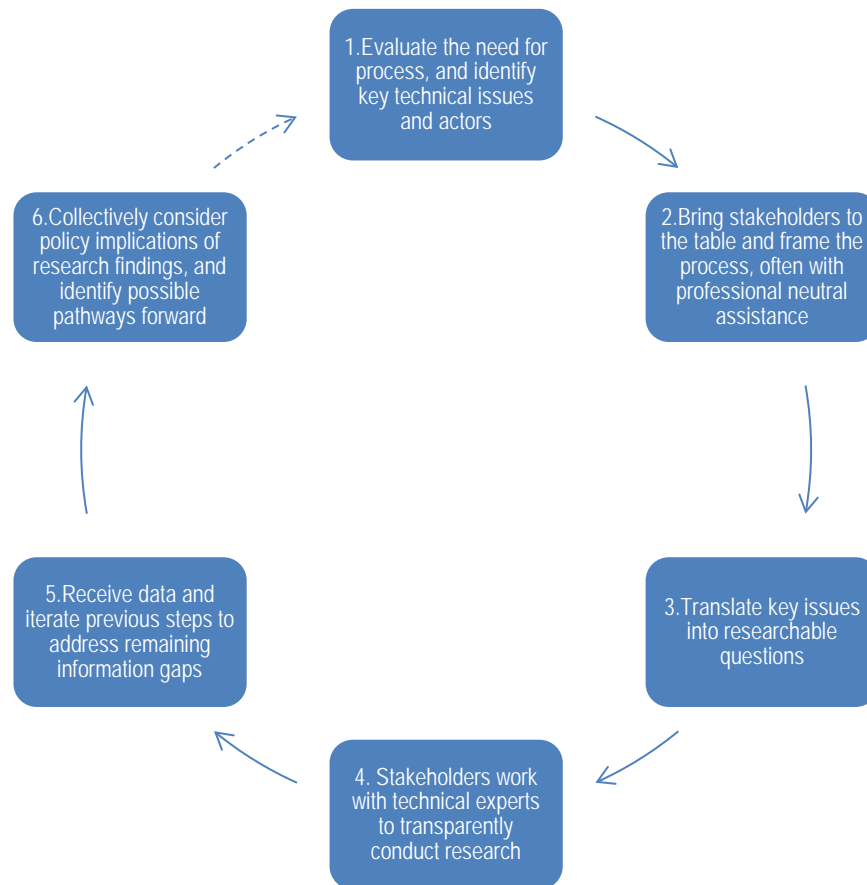 1.Evaluate the need for
process, and identify
key technical issues
and actors
2.Bring stakeholders to
the table and frame the
process, often with
professional neutral
assistance
3.Translate key issues
into researchable
questions
4. Stakeholders work
with technical experts
to transparently
conduct research
5.Receive data and
iterate previous steps to
address remaining
information gaps
6.Collectively consider
policy implications of
research findings, and
identify possible
pathways forward